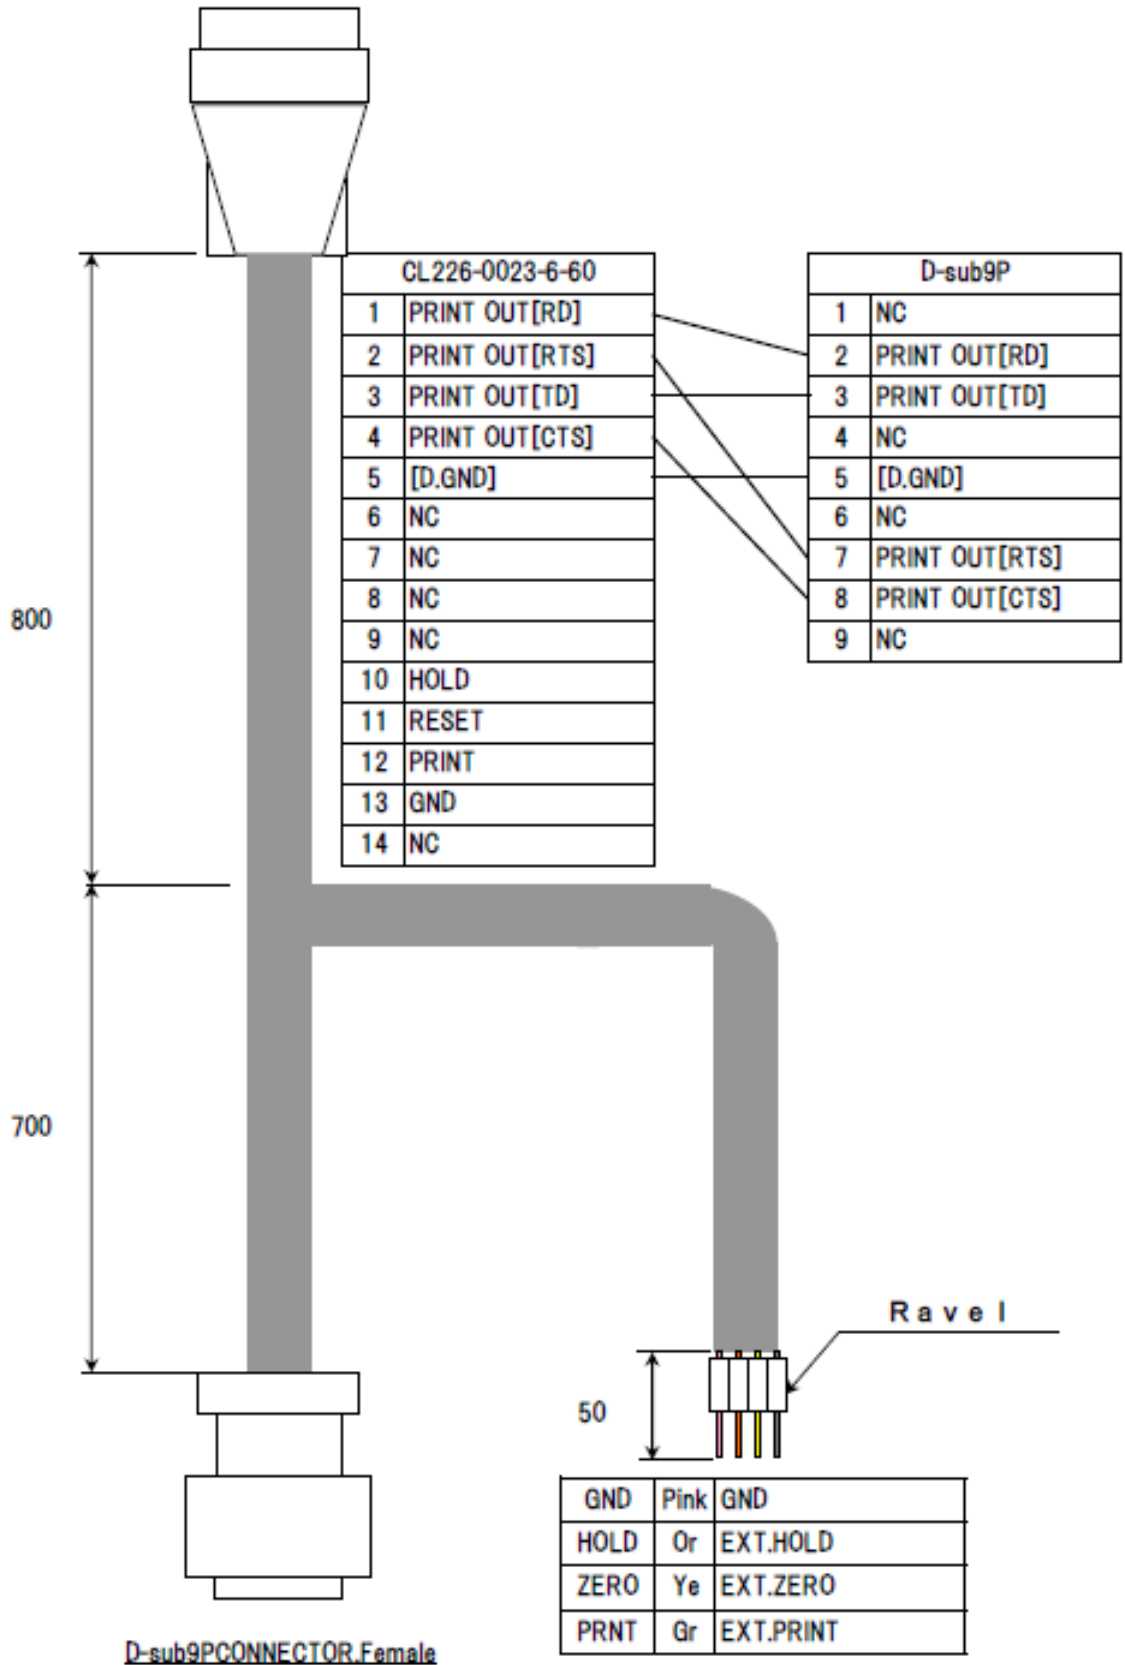 CL226-0023-6-60
1 PRINT OUT[RD]
2 PRINT OUT[RTS]
3 PRINT OUT[TD]
4 PRINT OUT[CTS]
5 [D.GND]
6 NC
7 NC
8 NC
9 NC
10 HOLD
11 RESET
12 PRINT
13 GND
14 NC
D-sub9P
1 NC
2 PRINT OUT[RD]
3 PRINT OUT[TD]
4 NC
5 [D.GND]
6 NC
7 PRINT OUT[RTS]
8 PRINT OUT[CTS]
9 NC
800
700
Ravel
50
GND Pink GND
HOLD Or EXT.HOLD
ZERO Ye EXT.ZERO
PRNT Gr EXT.PRINT
D-sub9PCONNECTOR.Female